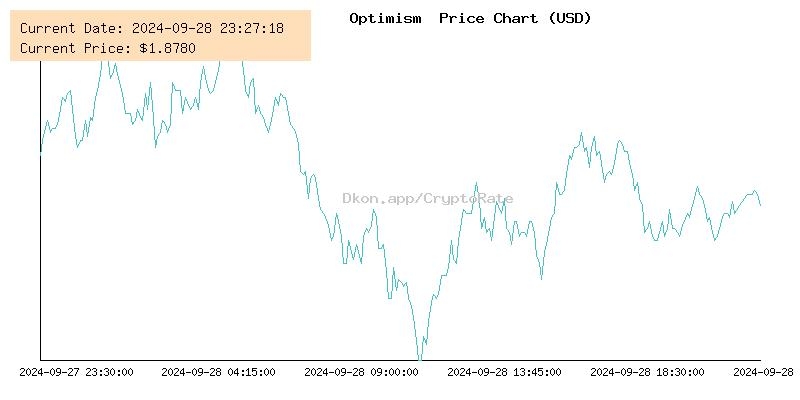 Optimism  Price Chart (USD)
Current Date: 2024-09-28 23:27:18
Current Price: $1.8780
Dkon.app/CryptoRate
2024-09-27 23:30:00 2024-09-28 04:15:00 2024-09-28 09:00:00 2024-09-28 13:45:00 2024-09-28 18:30:00 2024-09-28